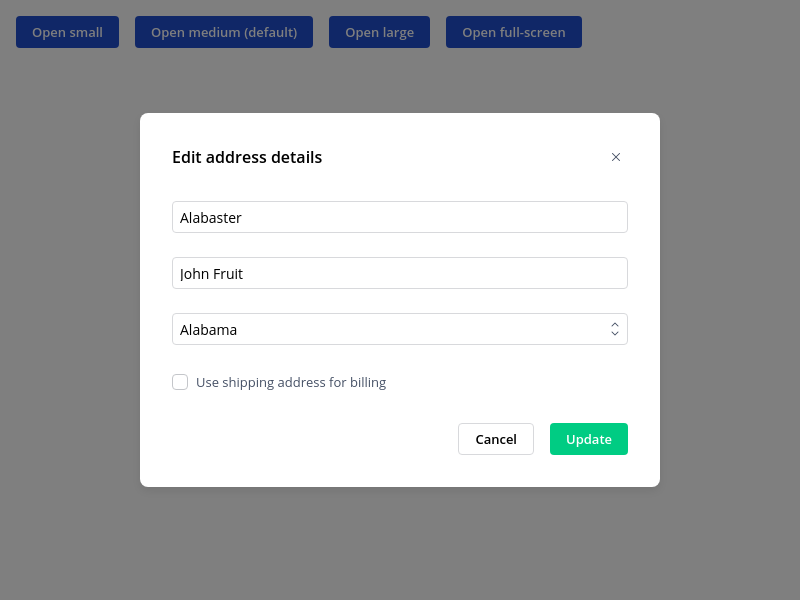 Open small Open medium (default) Open large Open full-screen
Edit address details
Alabaster
John Fruit
Alabama
Use shipping address for billing
Cancel Update